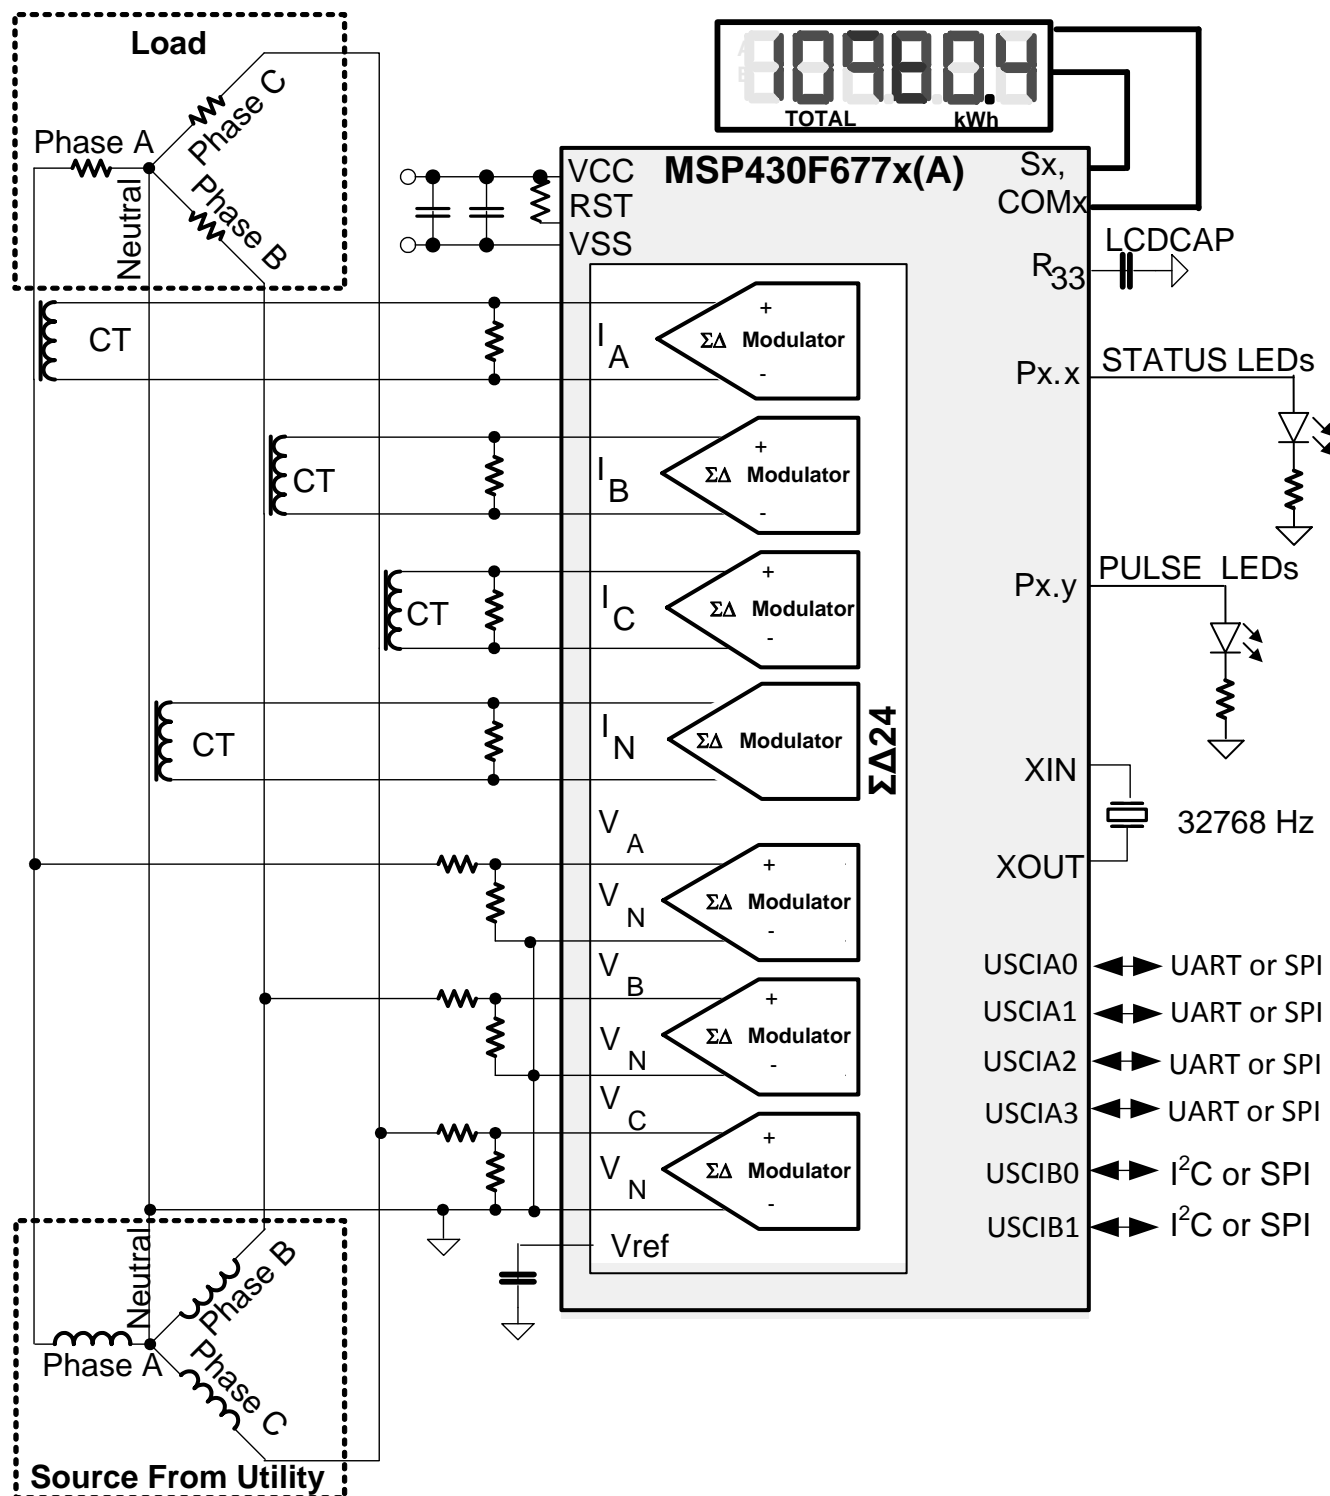 Load
Phase A
Phase C
Phase B
Neutral
109804
TOTAL
kWh
MSP430F677x(A)
VCC
RST
VSS
Sx,
COMx
R33
LCDCAP
Px.x
STATUS LEDs
Px.y
PULSE LEDs
XIN
XOUT
32768 Hz
CT
IA
+
ΣΔ Modulator
-
CT
IB
+
ΣΔ Modulator
-
CT
IC
+
ΣΔ Modulator
-
CT
IN
ΣΔ Modulator
ΣΔ24
VA
+
ΣΔ Modulator
-
VN
VB
+
ΣΔ Modulator
-
VN
VC
+
ΣΔ Modulator
-
VN
Vref
USCIA0
UART or SPI
USCIA1
UART or SPI
USCIA2
UART or SPI
USCIA3
UART or SPI
USCIB0
I²C or SPI
USCIB1
I²C or SPI
Neutral
Phase B
Phase A
Phase C
Source From Utility